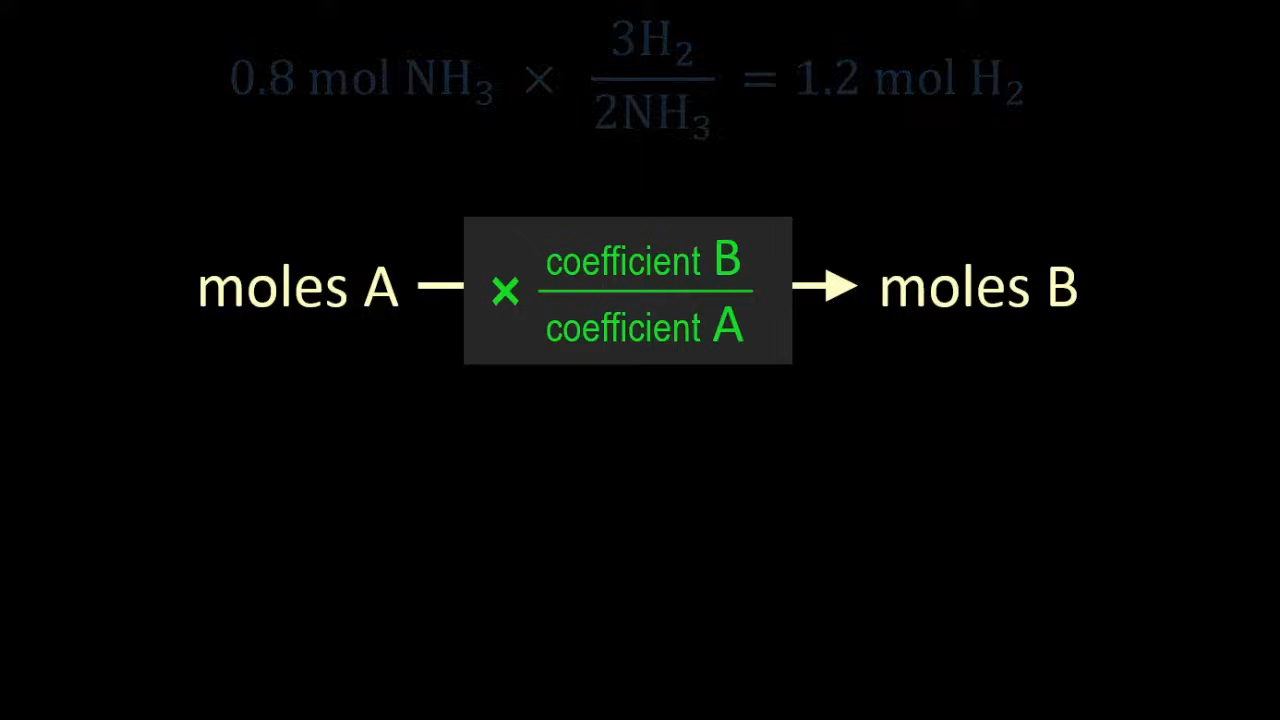 0.8 mol NH₃ × 3H₂/2NH₃ = 1.2 mol H₂
moles A × coefficient B/coefficient A → moles B